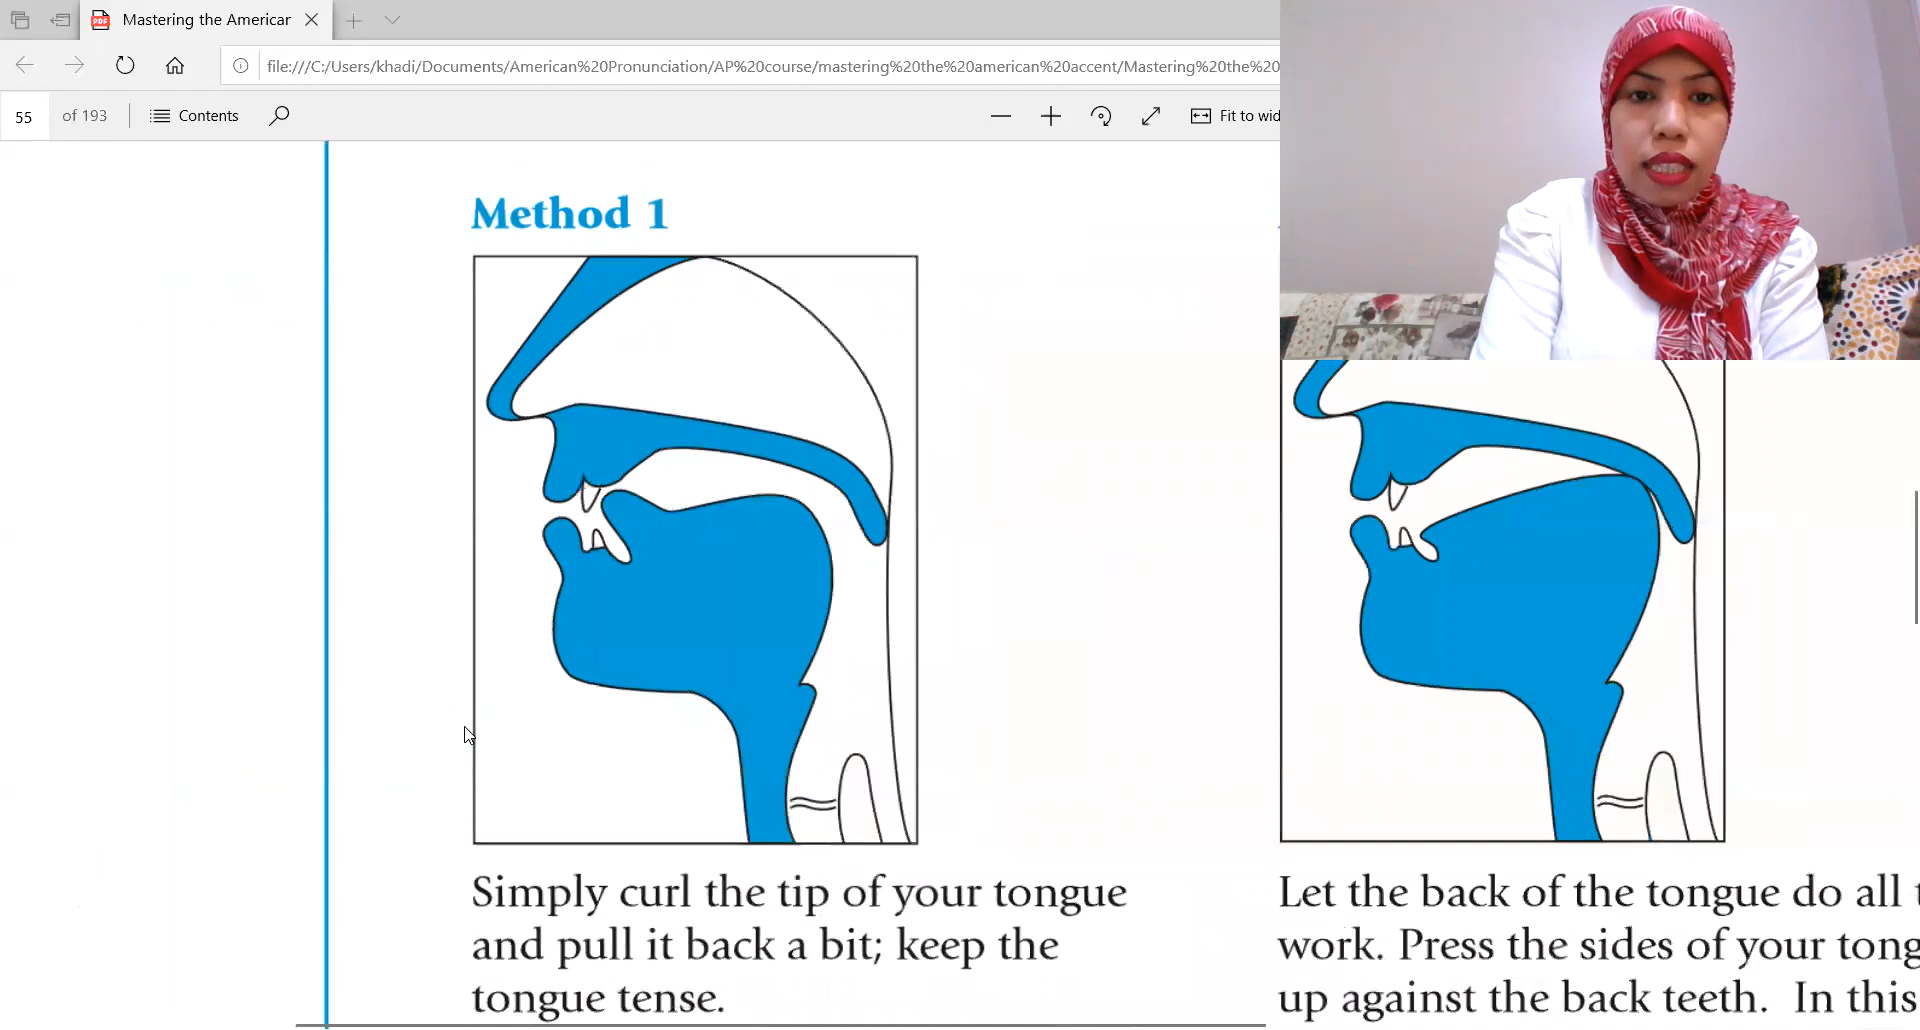 Mastering the Americar
file:///C:/Users/khadi/Documents/American%20Pronunciation/AP%20course/mastering%20the%20american%20accent/Mastering%20the%20
55 of 193 Contents Fit to wid
PDF
Method 1
Simply curl the tip of your tongue
and pull it back a bit; keep the
tongue tense.
Let the back of the tongue do all t
work. Press the sides of your tong
up against the back teeth. In this